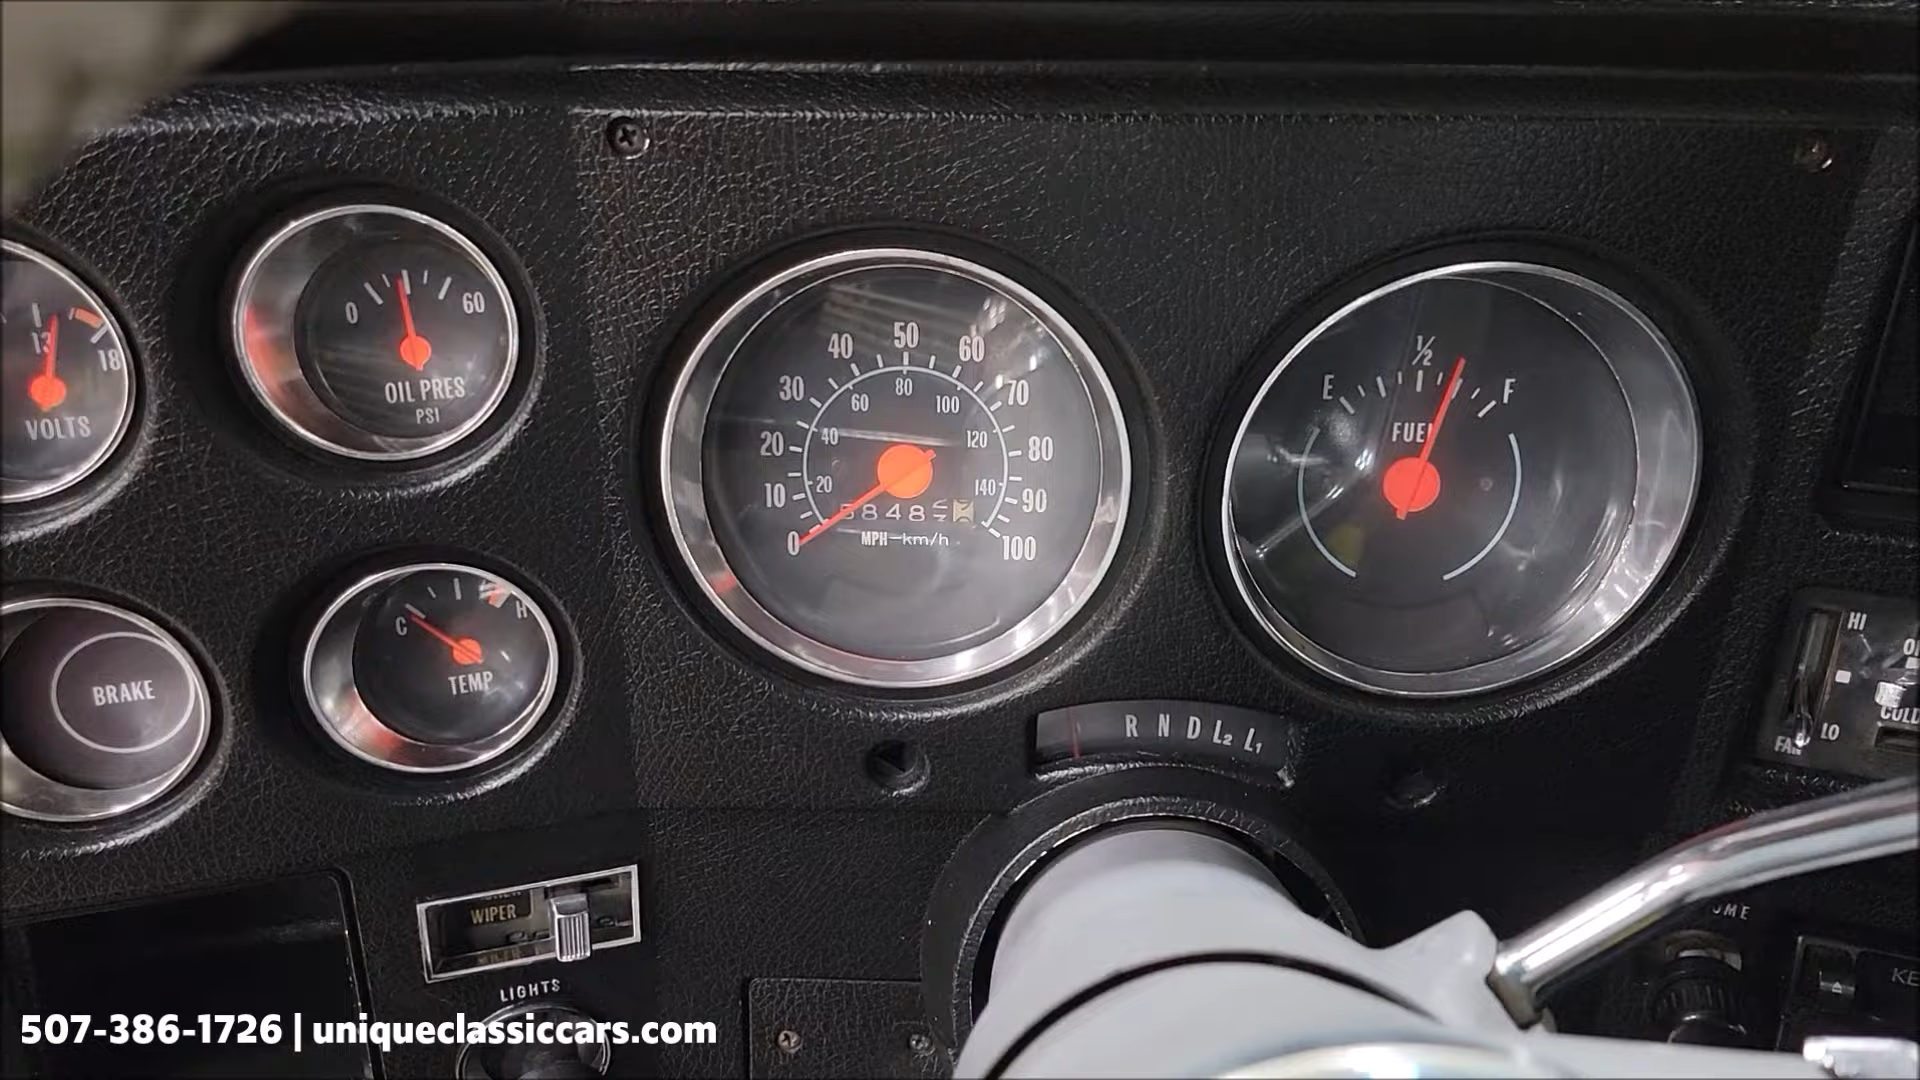 13
18
VOLTS
0
60
OIL PRES
PSI
BRAKE
C
H
TEMP
0
10
20
30
40
50
60
70
80
90
100
20
40
60
80
100
120
140
MPH-km/h
E
1/2
F
FUEL
R N D L2 L1
HI
LO
FAN
COLD
WIPER
LIGHTS
507-386-1726 | uniqueclassiccars.com